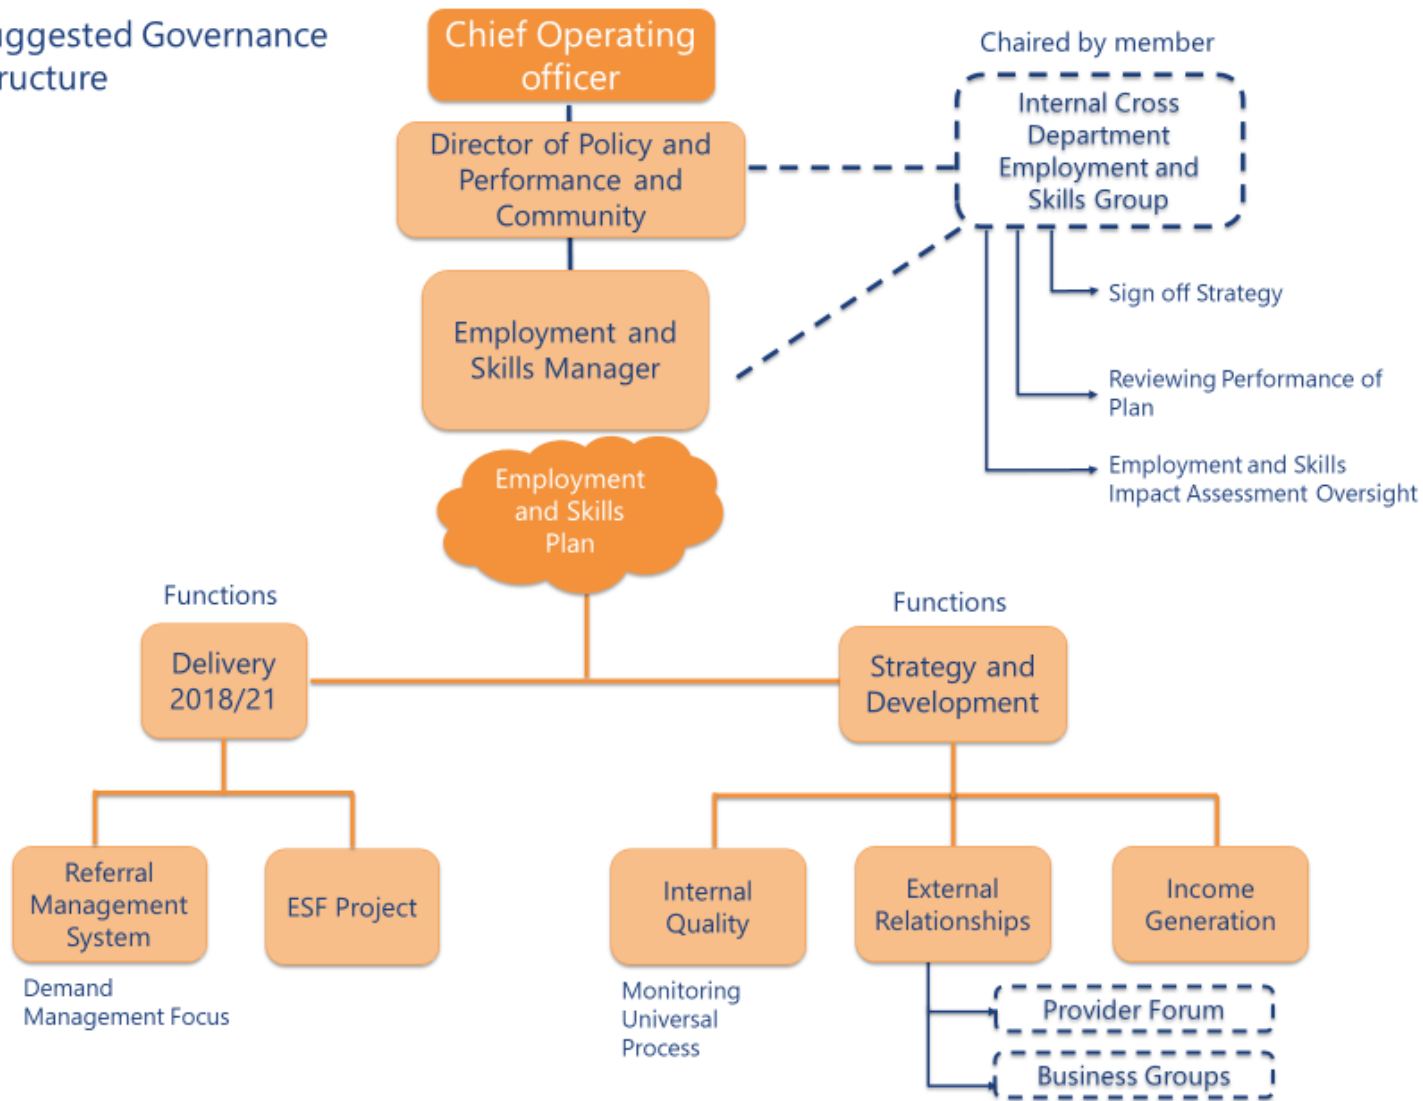 uggested Governance
ructure
Chief Operating
officer
Director of Policy and
Performance and
Community
Employment and
Skills Manager
Employment
and Skills
Plan
Chaired by member
Internal Cross
Department
Employment and
Skills Group
Sign off Strategy
Reviewing Performance of
Plan
Employment and Skills
Impact Assessment Oversight
Functions
Delivery
2018/21
Referral
Management
System
Demand
Management Focus
ESF Project
Functions
Strategy and
Development
Internal
Quality
Monitoring
Universal
Process
External
Relationships
Provider Forum
Business Groups
Income
Generation